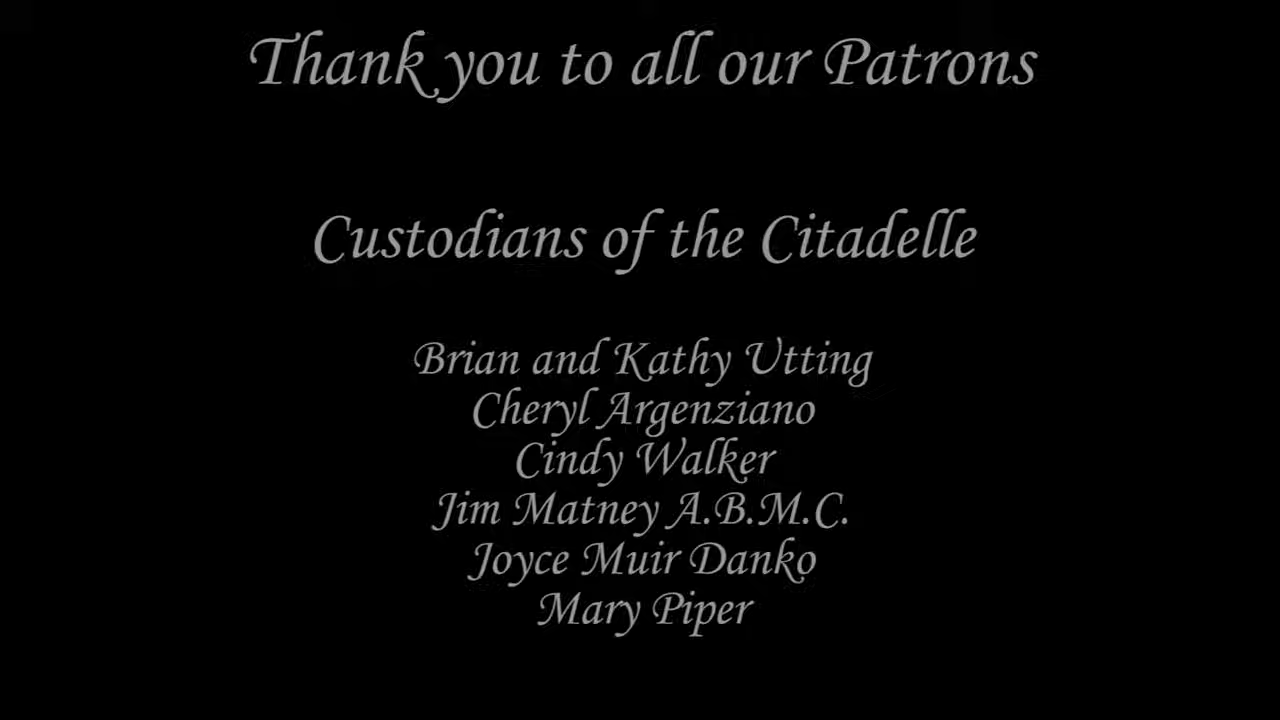 Thank you to all our Patrons
Custodians of the Citadelle
Brian and Kathy Utting
Cheryl Argenziano
Cindy Walker
Jim Matney A.B.M.C.
Joyce Muir Danko
Mary Piper